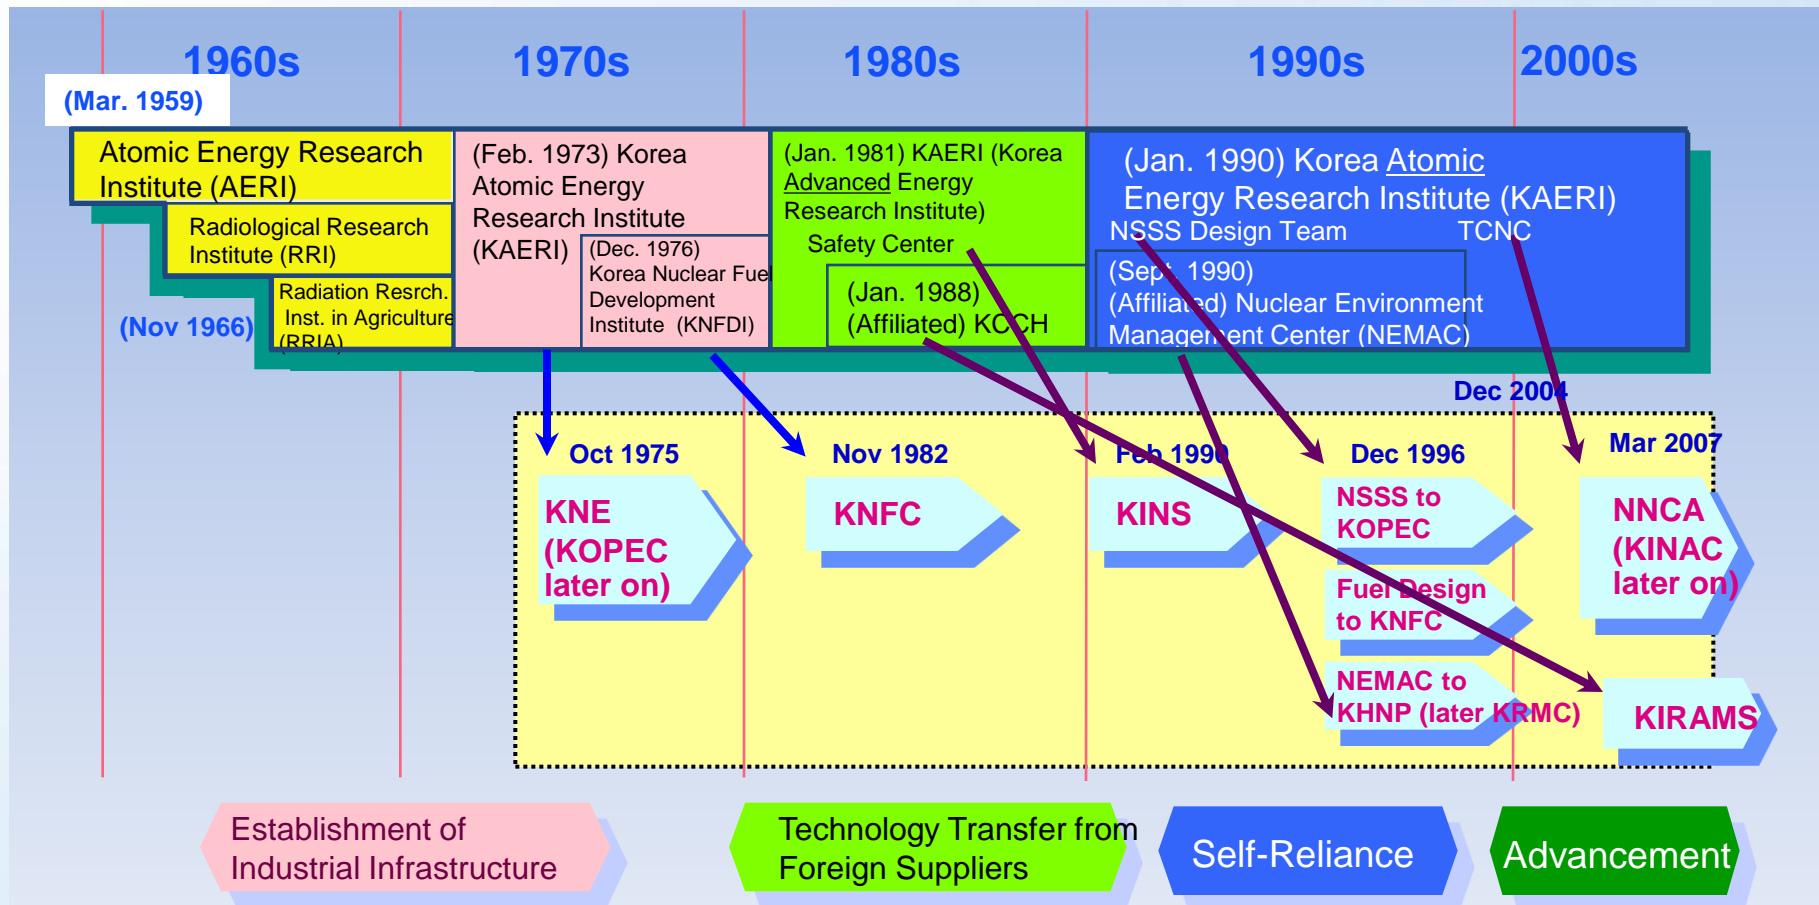 1960s
1970s
1980s
1990s
2000s
(Mar. 1959)
Atomic Energy Research
Institute (AERI)
Radiological Research
Institute (RRI)
Radiation Resrch.
Inst. in Agriculture
(RRIA)
(Nov 1966)
(Feb. 1973) Korea
Atomic Energy
Research Institute
(KAERI)
(Dec. 1976)
Korea Nuclear Fuel
Development
Institute (KNFDI)
(Jan. 1981) KAERI (Korea
Advanced Energy
Research Institute)
Safety Center
(Jan. 1988)
(Affiliated) KCCH
(Jan. 1990) Korea Atomic
Energy Research Institute (KAERI)
NSSS Design Team
TCNC
(Sept. 1990)
(Affiliated) Nuclear Environment
Management Center (NEMAC)
Dec 2004
Oct 1975
KNE
(KOPEC
later on)
Nov 1982
KNFC
Feb 1990
KINS
Dec 1996
NSSS to
KOPEC
Fuel Design
to KNFC
NEMAC to
KHNP (later KRMC)
Mar 2007
NNCA
(KINAC
later on)
KIRAMS
Establishment of
Industrial Infrastructure
Technology Transfer from
Foreign Suppliers
Self-Reliance
Advancement